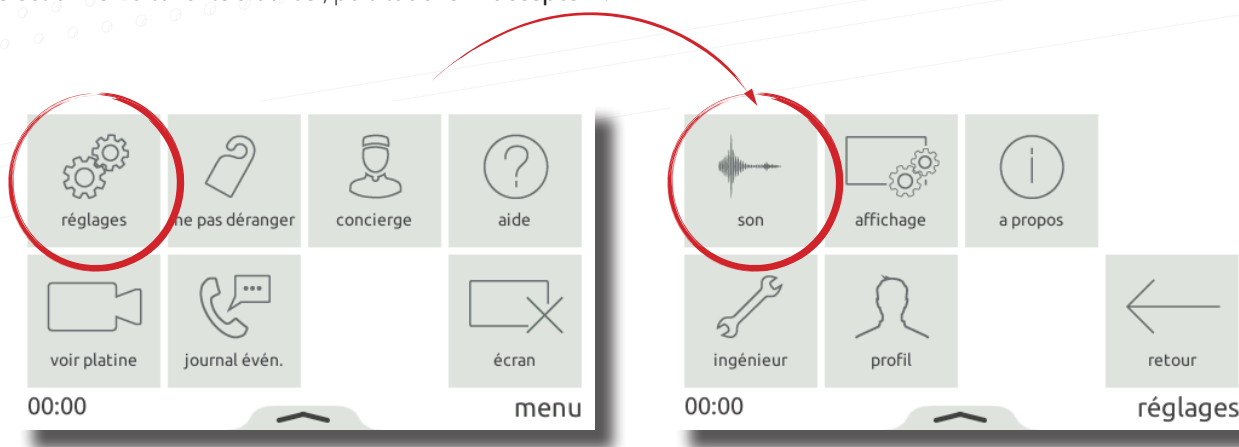 réglages
ne pas déranger
concierge
aide
voir platine
journal évén.
écran
00:00
menu
son
affichage
a propos
ingénieur
profil
retour
00:00
réglages